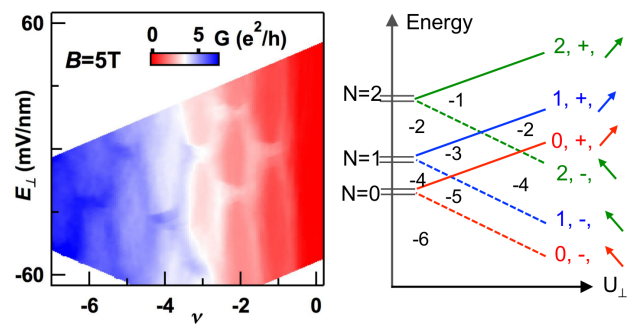 60
0
5
G (e²/h)
B=5T
E⊥ (mV/nm)
-60
-6
-4
-2
0
ν
Energy
2, +,
N=2
-1
1, +,
-2
-2
0, +,
N=1
-3
2, -,
-4
-4
N=0
-5
1, -,
-6
0, -,
U⊥